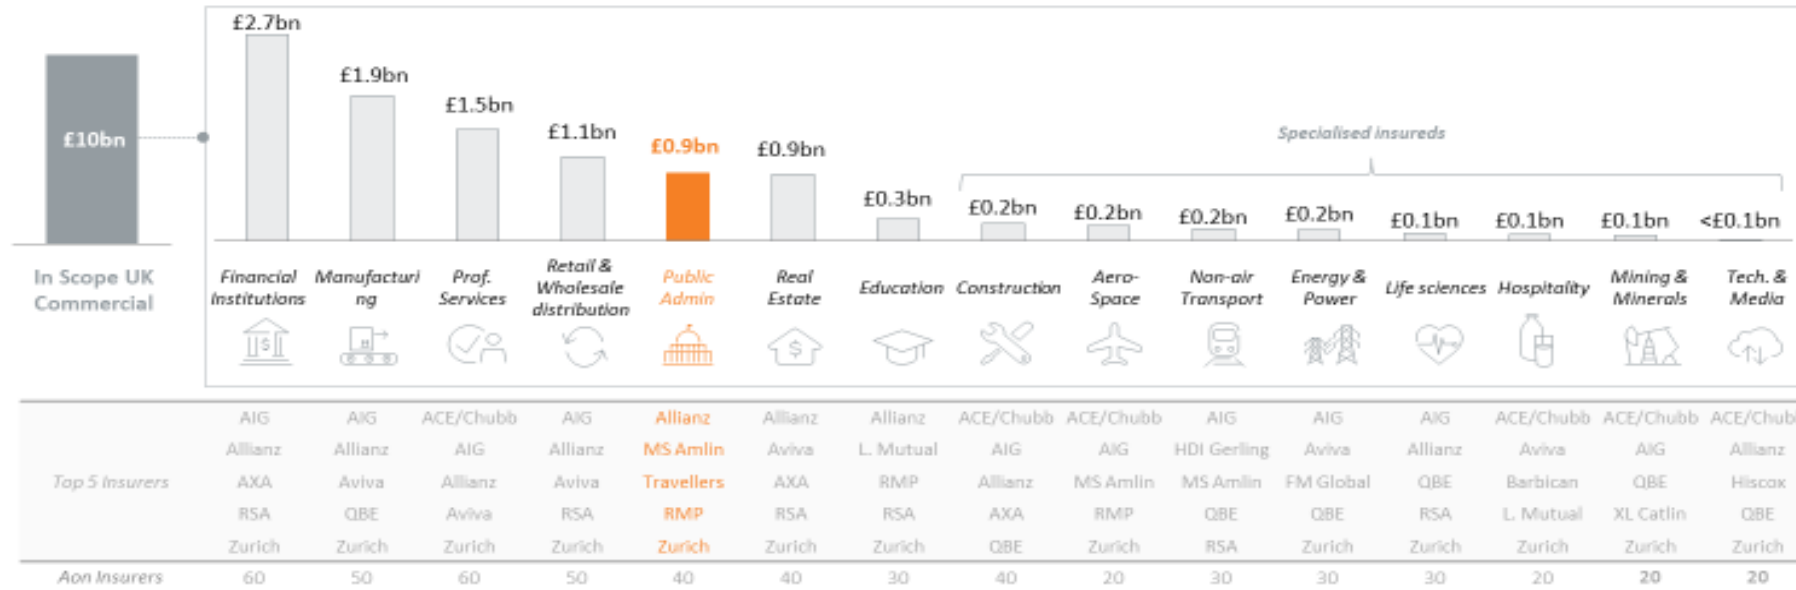 £2.7bn
£1.9bn
£1.5bn
£1.1bn
£0.9bn
£0.9bn
£0.3bn
£0.2bn
£0.2bn
£0.2bn
£0.2bn
£0.1bn
£0.1bn
£0.1bn
<£0.1bn
£10bn
Specialised insureds
In Scope UK
Commercial
Financial
Institutions
Manufacturi
ng
Prof.
Services
Retail &
Wholesale
distribution
Public
Admin
Real
Estate
Education
Construction
Aero-
Space
Non-air
Transport
Energy &
Power
Life sciences
Hospitality
Mining &
Minerals
Tech. &
Media
$
$
Top 5 Insurers
AIG AIG ACE/Chubb AIG Allianz Allianz Allianz ACE/Chubb ACE/Chubb AIG AIG AIG ACE/Chubb ACE/Chubb ACE/Chub
Allianz Allianz AIG Allianz MS Amlin Aviva L. Mutual AIG AIG HDI Gerling Aviva Allianz Aviva AIG Allianz
AXA Aviva Allianz Aviva Travellers AXA RMP Allianz MS Amlin MS Amlin FM Global QBE Barbican QBE Hiscox
RSA QBE Aviva RSA RMP RSA RSA AXA RMP QBE QBE RSA L. Mutual XL Catlin QBE
Zurich Zurich Zurich Zurich Zurich Zurich Zurich QBE Zurich RSA Zurich Zurich Zurich Zurich Zurich
Aon Insurers 60 50 60 50 40 40 30 40 20 30 30 30 20 20 20